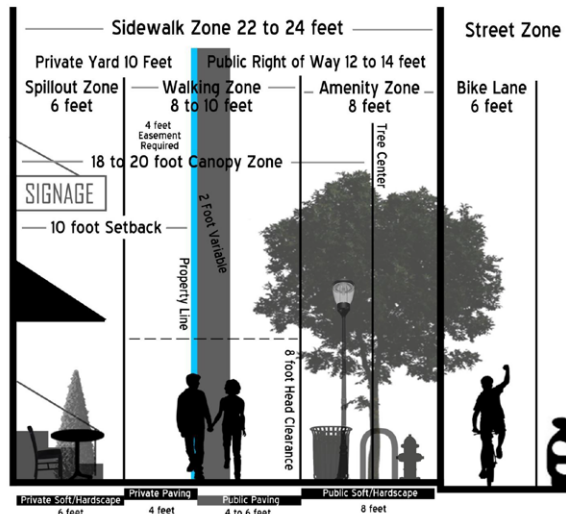 Sidewalk Zone 22 to 24 feet
Street Zone
Private Yard 10 Feet
Public Right of Way 12 to 14 feet
Spillout Zone
6 feet
Walking Zone
8 to 10 feet
Amenity Zone
8 feet
Bike Lane
6 feet
4 feet
Easement
Required
18 to 20 foot Canopy Zone
Tree Center
SIGNAGE
2 Foot Variable
10 foot Setback
Property Line
8 foot Head Clearance
Private Soft/Hardscape
6 feet
Private Paving
4 feet
Public Paving
4 to 6 feet
Public Soft/Hardscape
8 feet